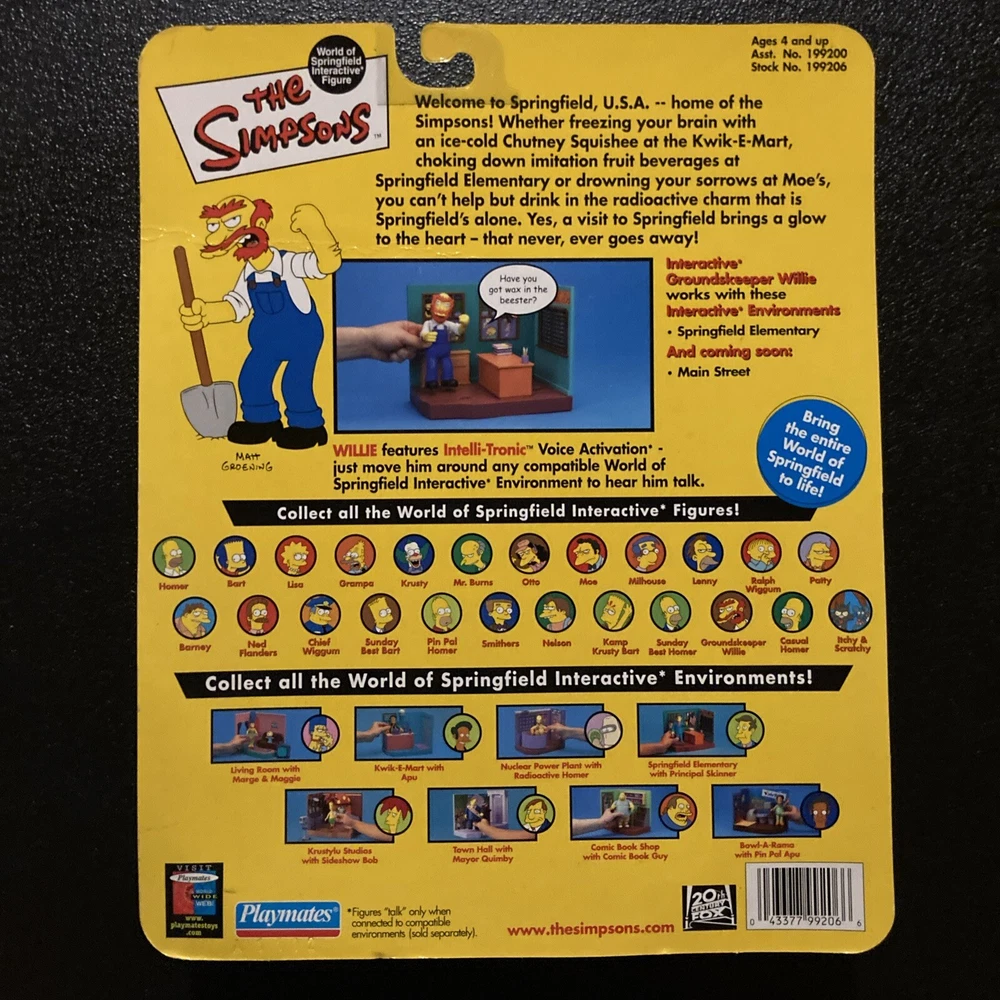 World of
Springfield
Interactive*
Figure
THE
SIMPSONS™
Ages 4 and up
Asst. No. 199200
Stock No. 199206
Welcome to Springfield, U.S.A. -- home of the
Simpsons! Whether freezing your brain with
an ice-cold Chutney Squishee at the Kwik-E-Mart,
choking down imitation fruit beverages at
Springfield Elementary or drowning your sorrows at Moe's,
you can't help but drink in the radioactive charm that is
Springfield's alone. Yes, a visit to Springfield brings a glow
to the heart – that never, ever goes away!
Have you
got wax in the
beester?
Interactive*
Groundskeeper Willie
works with these
Interactive* Environments
• Springfield Elementary
And coming soon:
• Main Street
MATT
GROENING
WILLIE features Intelli-Tronic™ Voice Activation* -
just move him around any compatible World of
Springfield Interactive* Environment to hear him talk.
Bring
the entire
World of
Springfield
to life!
Collect all the World of Springfield Interactive* Figures!
Homer
Bart
Lisa
Grampa
Krusty
Mr. Burns
Otto
Moe
Milhouse
Lenny
Ralph
Wiggum
Patty
Barney
Ned
Flanders
Chief
Wiggum
Sunday
Best Bart
Pin Pal
Homer
Smithers
Nelson
Kamp
Krusty Bart
Sunday
Best Homer
Groundskeeper
Willie
Casual
Homer
Itchy &
Scratchy
Collect all the World of Springfield Interactive* Environments!
Living Room with
Marge & Maggie
Kwik-E-Mart with
Apu
Nuclear Power Plant with
Radioactive Homer
Springfield Elementary
with Principal Skinner
Krustylu Studios
with Sideshow Bob
Town Hall with
Mayor Quimby
Comic Book Shop
with Comic Book Guy
Bowl-A-Rama
with Pin Pal Apu
VISIT
Playmates
WORLD
WIDE
WEB
www.
playmatestoys
.com
Playmates®
*Figures "talk" only when
connected to compatible
environments (sold separately).
www.thesimpsons.com
20th
CENTURY
FOX
0 43377 99206 6